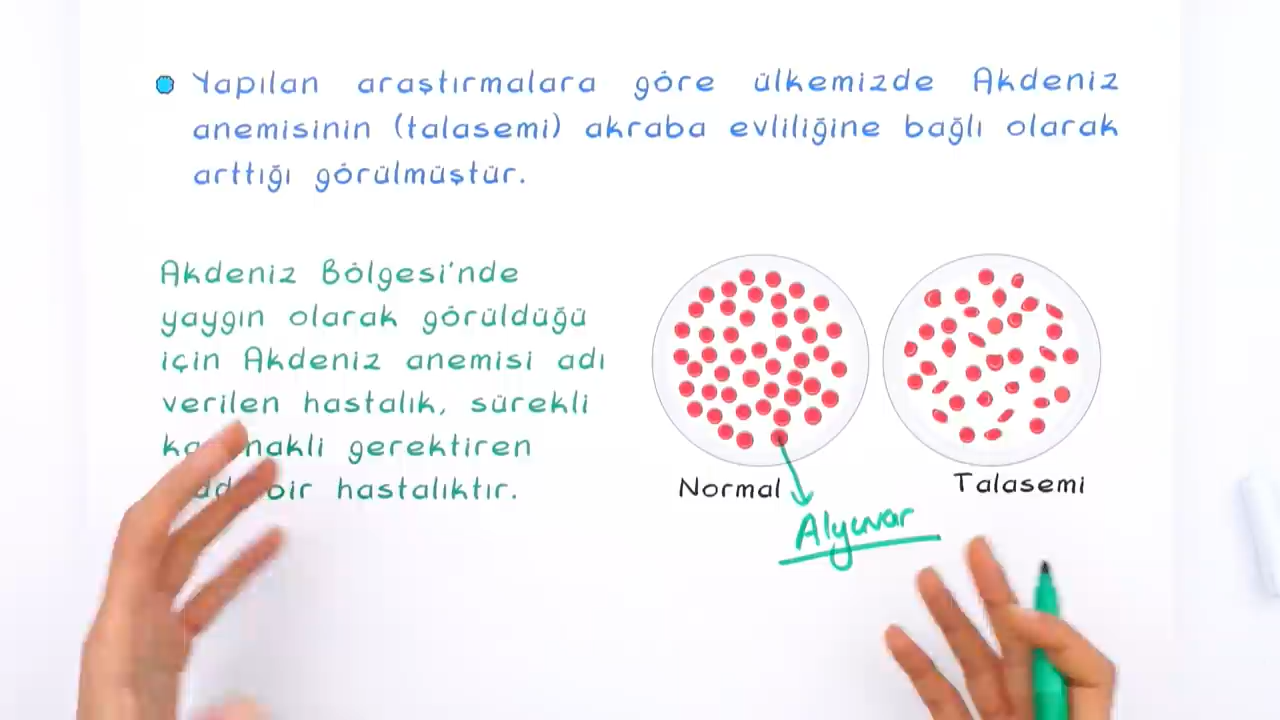 Yapılan araştırmalara göre ülkemizde Akdeniz
anemisinin (talasemi) akraba evliliğine bağlı olarak
arttığı görülmüştür.
Akdeniz Bölgesi'nde
yaygın olarak görüldüğü
için Akdeniz anemisi adı
verilen hastalık, sürekli
gerektiren
bir hastalıktır.
Normal
Talasemi
Alyuvar